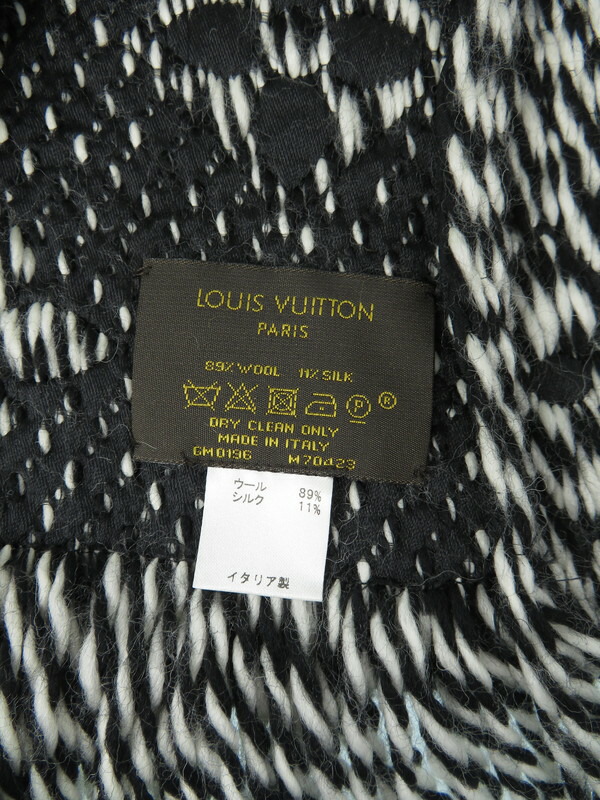 LOUIS VUITTON
PARIS
89% WOOL 11% SILK
P ®
DRY CLEAN ONLY
MADE IN ITALY
GM0196 M70423
ウール 89%
シルク 11%
イタリア製